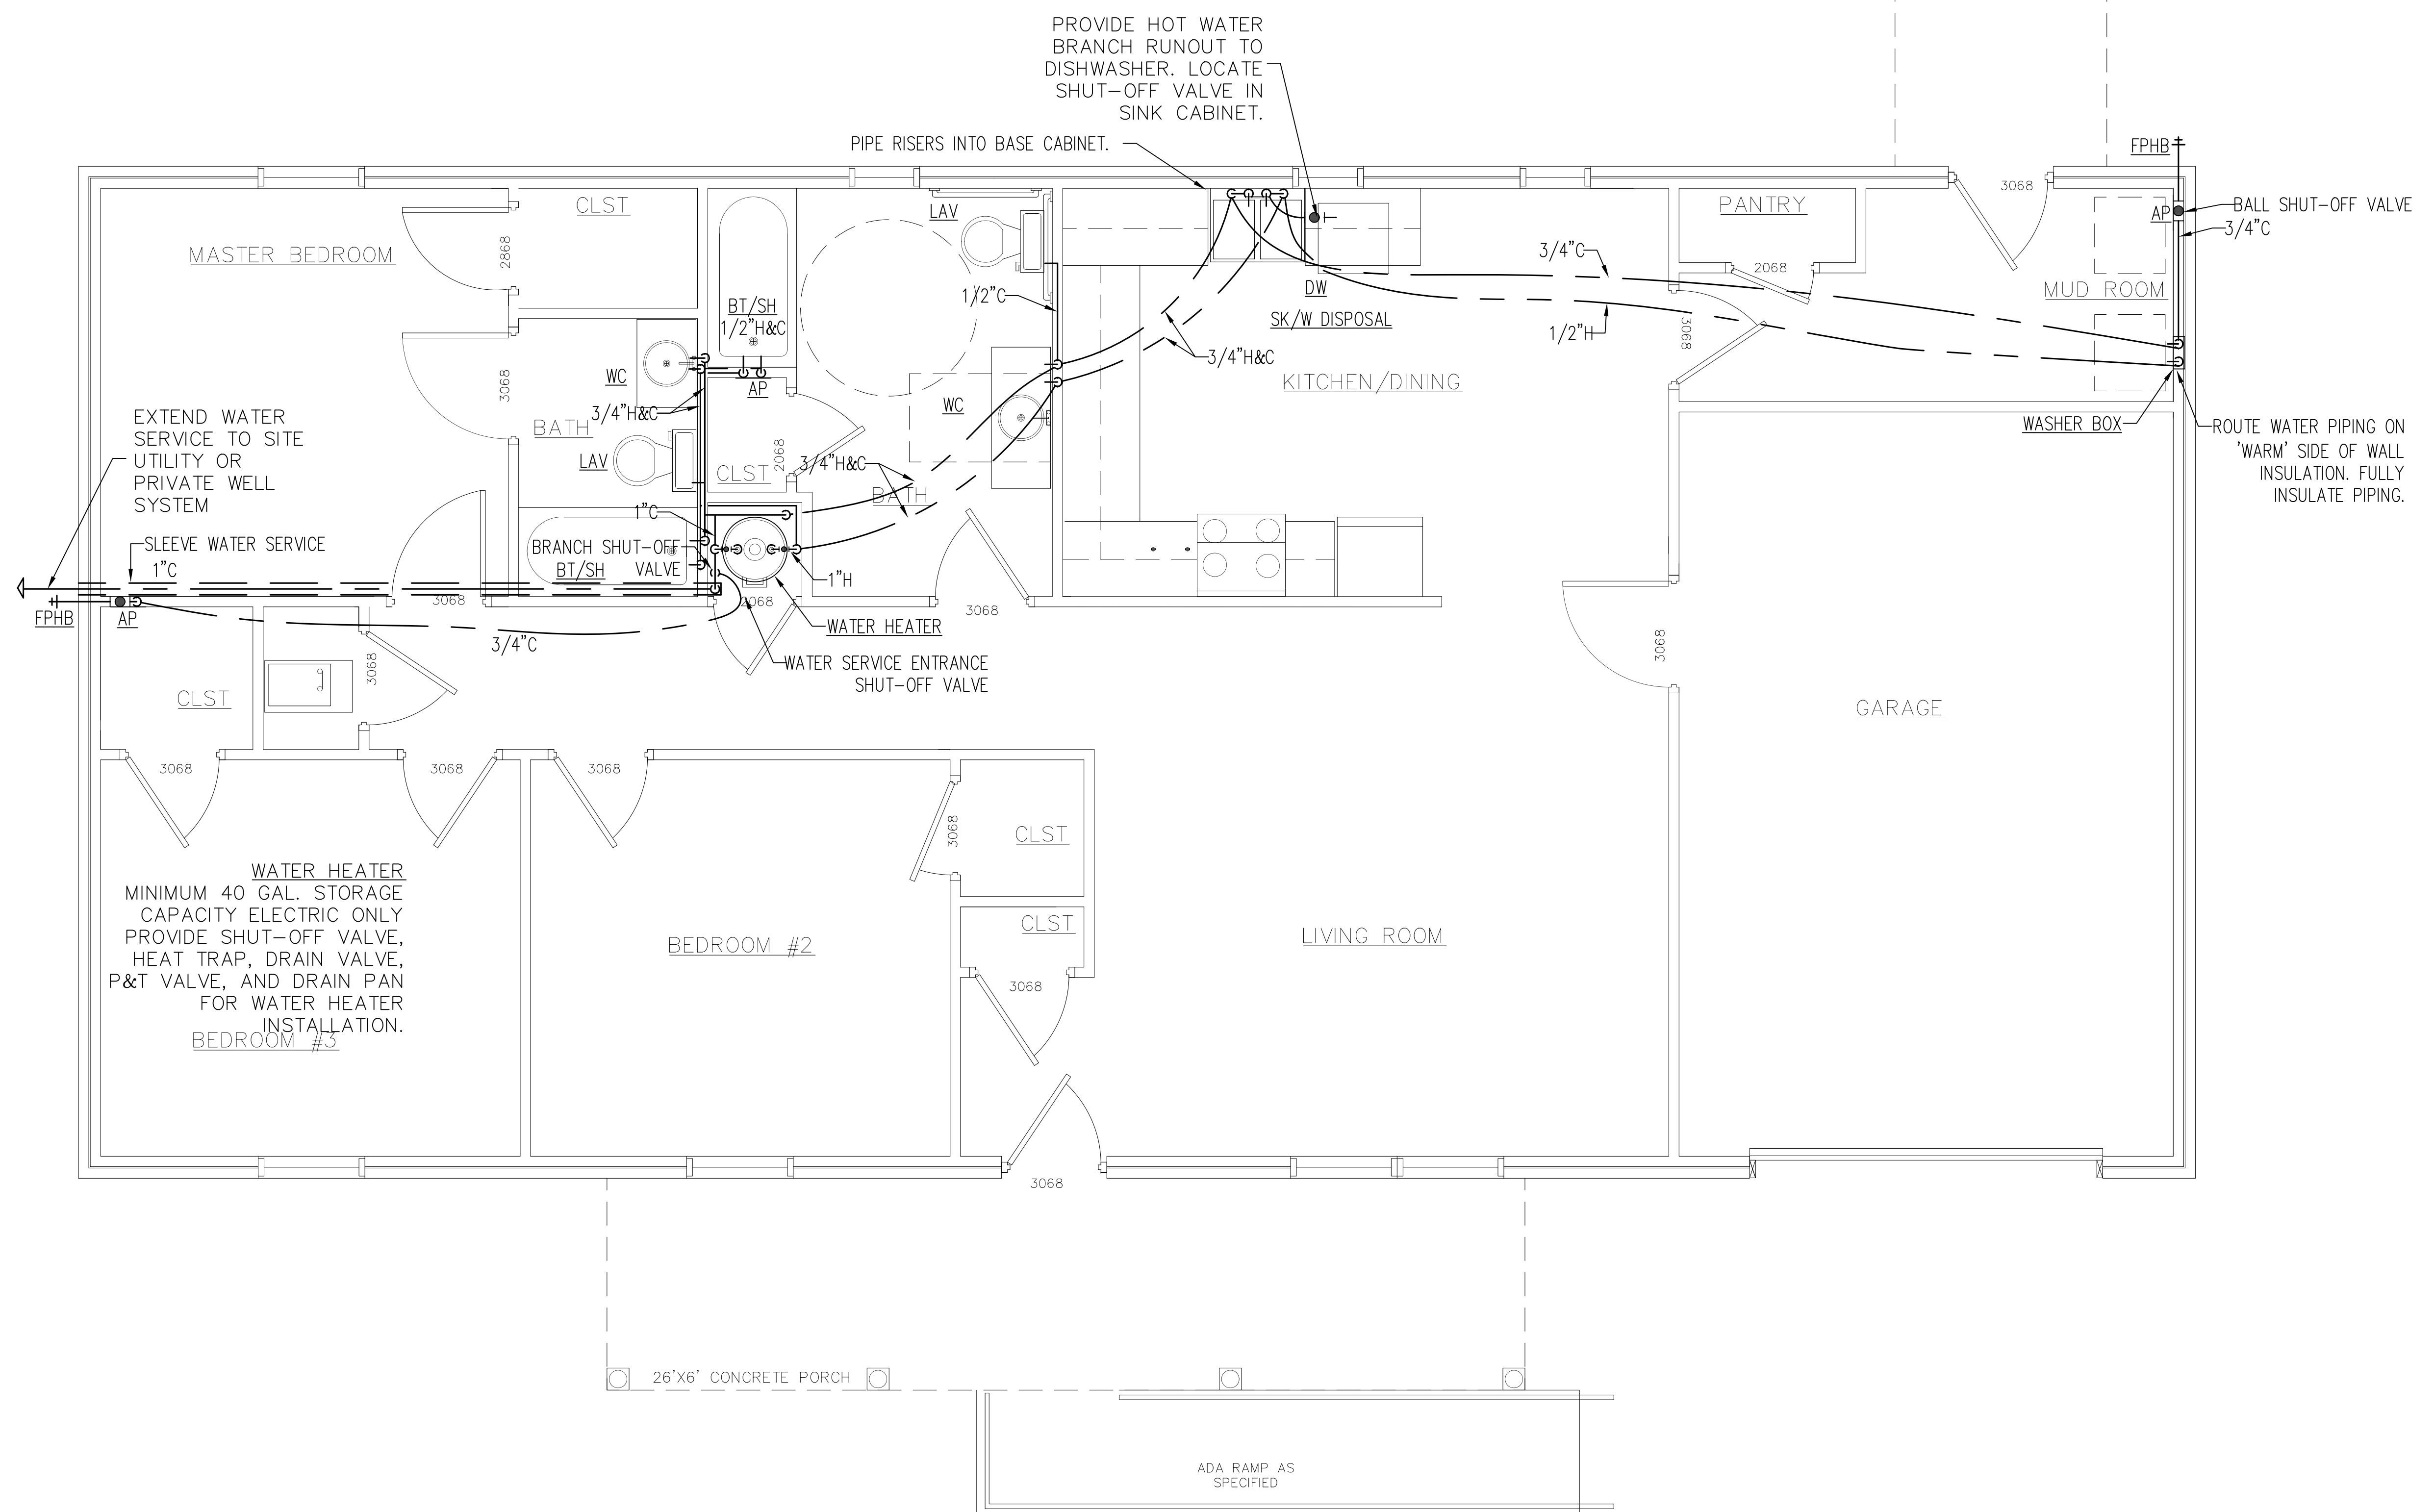 PROVIDE HOT WATER
BRANCH RUNOUT TO
DISHWASHER. LOCATE
SHUT-OFF VALVE IN
SINK CABINET.
PIPE RISERS INTO BASE CABINET.
FPHB
3068
BALL SHUT-OFF VALVE
AP
3/4"C
CLST
LAV
PANTRY
MASTER BEDROOM
2868
3/4"C
2068
1/2"C
DW
MUD ROOM
BT/SH
1/2"H&C
SK/W DISPOSAL
1/2"H
3068
3/4"H&C
WC
AP
KITCHEN/DINING
3068
WC
3/4"H&C
EXTEND WATER
SERVICE TO SITE
UTILITY OR
PRIVATE WELL
SYSTEM
BATH
WASHER BOX
ROUTE WATER PIPING ON
'WARM' SIDE OF WALL
INSULATION. FULLY
INSULATE PIPING.
LAV
CLST
2068
3/4"H&C
BATH
1"C
SLEEVE WATER SERVICE
1"C
BRANCH SHUT-OFF
VALVE
BT/SH
1"H
3068
2068
3068
FPHB
AP
WATER HEATER
3/4"C
WATER SERVICE ENTRANCE
SHUT-OFF VALVE
3068
3068
CLST
GARAGE
3068
3068
3068
3068
CLST
WATER HEATER
MINIMUM 40 GAL. STORAGE
CAPACITY ELECTRIC ONLY
PROVIDE SHUT-OFF VALVE,
HEAT TRAP, DRAIN VALVE,
P&T VALVE, AND DRAIN PAN
FOR WATER HEATER
INSTALLATION.
BEDROOM #3
BEDROOM #2
CLST
LIVING ROOM
3068
3068
26'X6' CONCRETE PORCH
ADA RAMP AS
SPECIFIED